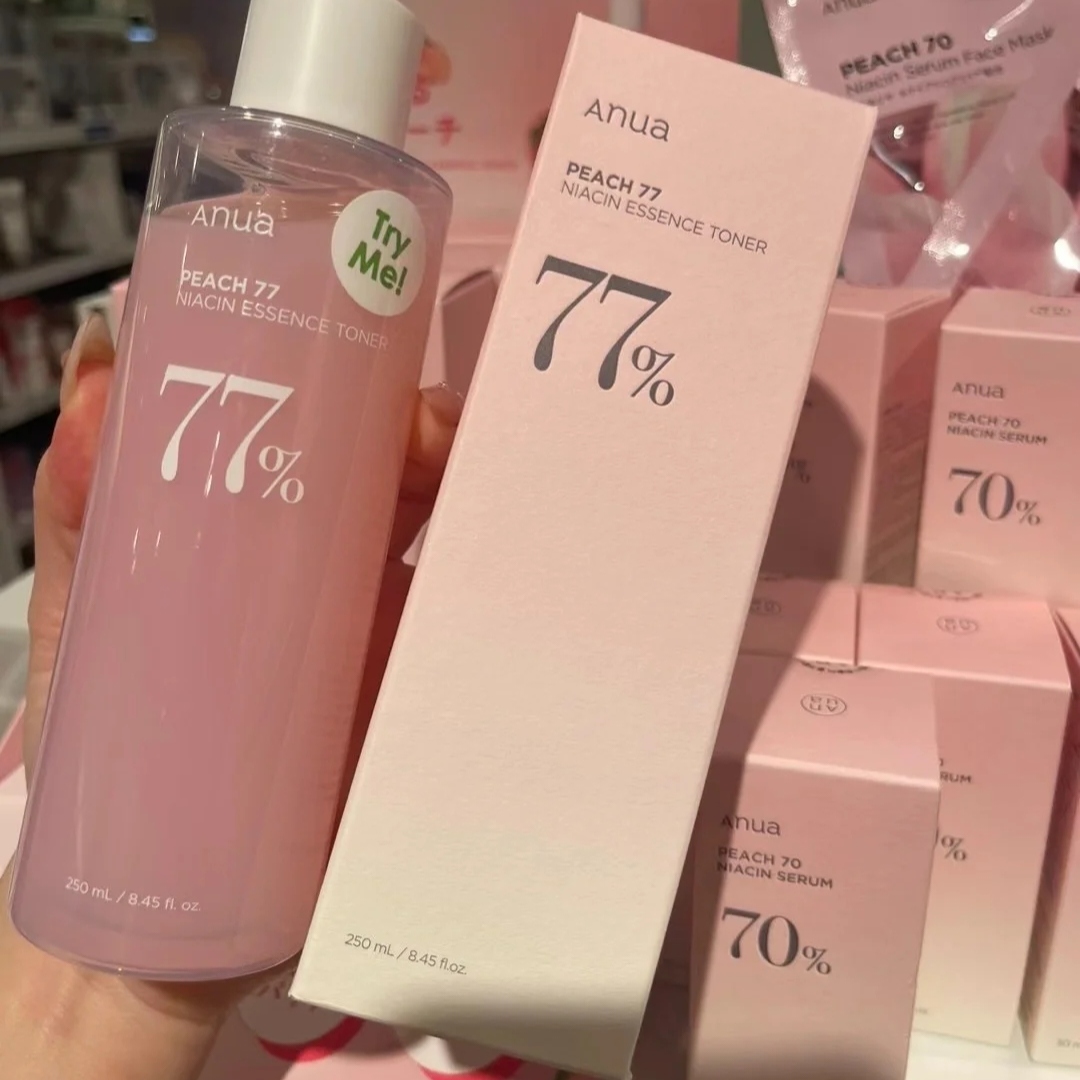 Anua
PEACH 77
NIACIN ESSENCE TONER
77%
250 mL / 8.45 fl. oz.
Try
Me!
Anua
PEACH 77
NIACIN ESSENCE TONER
77%
250 mL / 8.45 fl.oz.
Anua
PEACH 70
Niacin Serum Face Mask
Anua
PEACH 70
NIACIN SERUM
70%
Anua
PEACH 70
NIACIN SERUM
70%
RUM
%